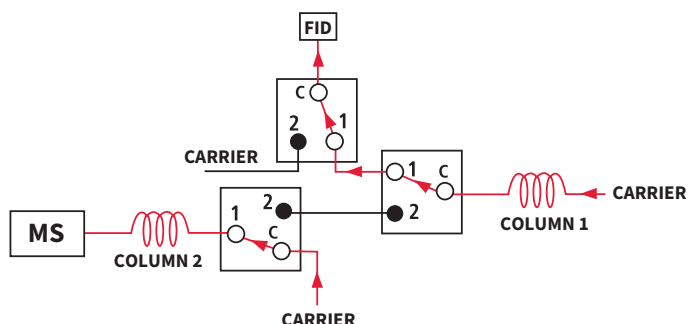 FID
C
2 1
CARRIER
1 C
2
CARRIER
COLUMN 1
MS
1 2
C
COLUMN 2
CARRIER